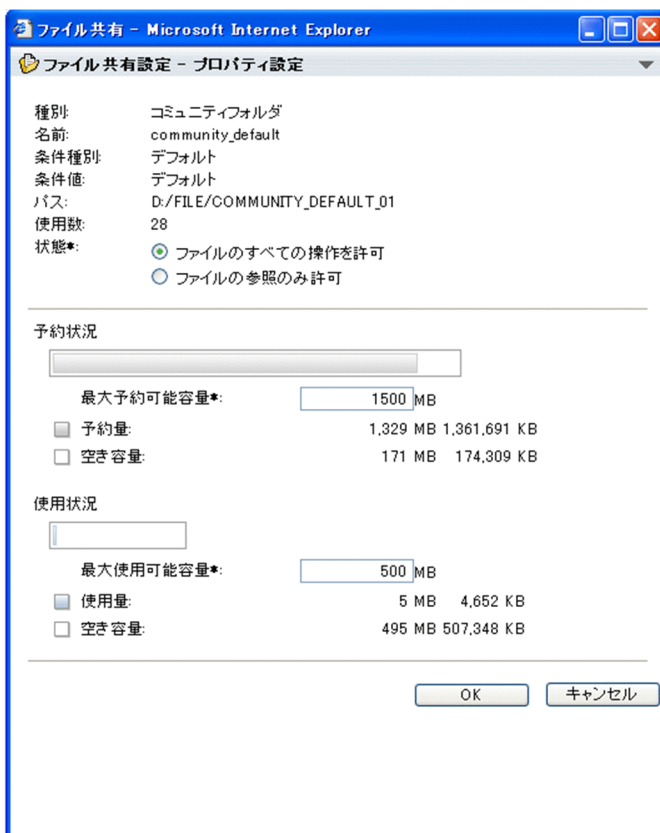 ファイル共有 - Microsoft Internet Explorer
ファイル共有設定 - プロパティ設定
種別: コミュニティフォルダ
名前: community_default
条件種別: デフォルト
条件値: デフォルト
パス: D:/FILE/COMMUNITY_DEFAULT_01
使用数: 28
状態*: ファイルのすべての操作を許可
ファイルの参照のみ許可
予約状況
最大予約可能容量*: 1500 MB
予約量: 1,329 MB 1,361,691 KB
空き容量: 171 MB 174,309 KB
使用状況
最大使用可能容量*: 500 MB
使用量: 5 MB 4,652 KB
空き容量: 495 MB 507,348 KB
OK キャンセル